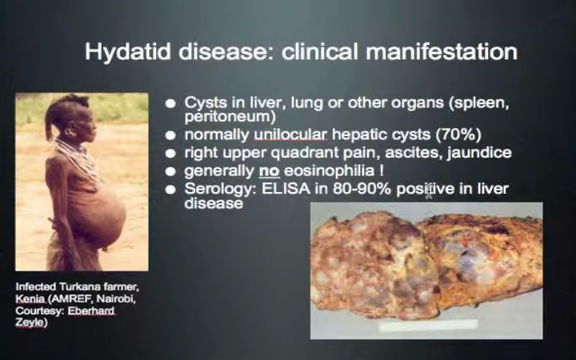 Hydatid disease: clinical manifestation
Cysts in liver, lung or other organs (spleen,
peritoneum)
normally unilocular hepatic cysts (70%)
right upper quadrant pain, ascites, jaundice
generally no eosinophilia !
Serology: ELISA in 80-90% positive in liver
disease
Infected Turkana farmer,
Kenia (AMREF, Nairobi,
Courtesy: Eberhard
Zeyle)